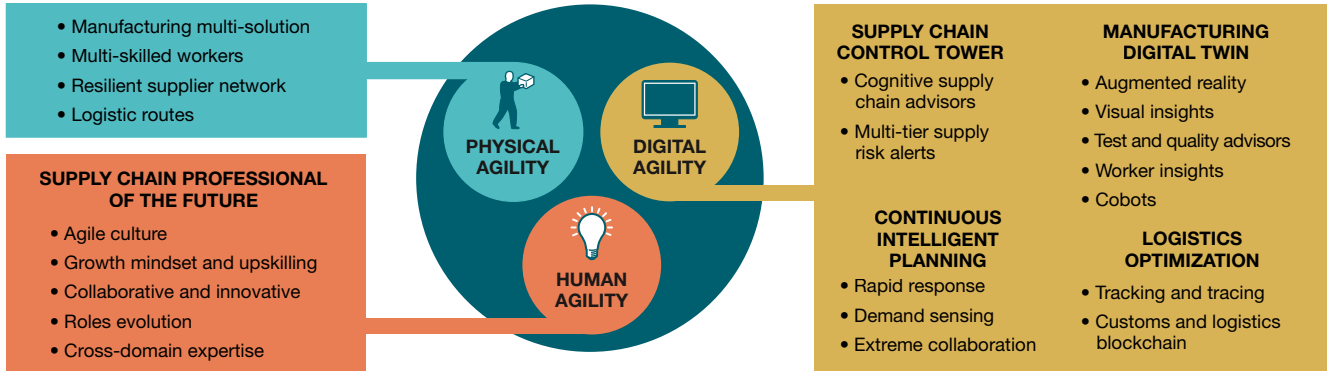 • Manufacturing multi-solution
• Multi-skilled workers
• Resilient supplier network
• Logistic routes
SUPPLY CHAIN PROFESSIONAL
OF THE FUTURE
• Agile culture
• Growth mindset and upskilling
• Collaborative and innovative
• Roles evolution
• Cross-domain expertise
PHYSICAL
AGILITY
DIGITAL
AGILITY
HUMAN
AGILITY
SUPPLY CHAIN
CONTROL TOWER
• Cognitive supply
chain advisors
• Multi-tier supply
risk alerts
MANUFACTURING
DIGITAL TWIN
• Augmented reality
• Visual insights
• Test and quality advisors
• Worker insights
• Cobots
CONTINUOUS
INTELLIGENT
PLANNING
• Rapid response
• Demand sensing
• Extreme collaboration
LOGISTICS
OPTIMIZATION
• Tracking and tracing
• Customs and logistics
blockchain